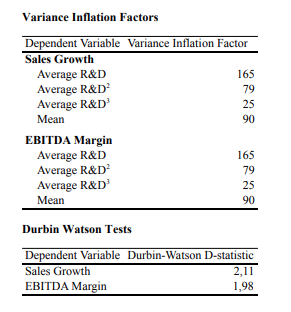 Variance Inflation Factors
Dependent Variable Variance Inflation Factor
Sales Growth
Average R&D 165
Average R&D² 79
Average R&D³ 25
Mean 90
EBITDA Margin
Average R&D 165
Average R&D² 79
Average R&D³ 25
Mean 90
Durbin Watson Tests
Dependent Variable Durbin-Watson D-statistic
Sales Growth 2,11
EBITDA Margin 1,98